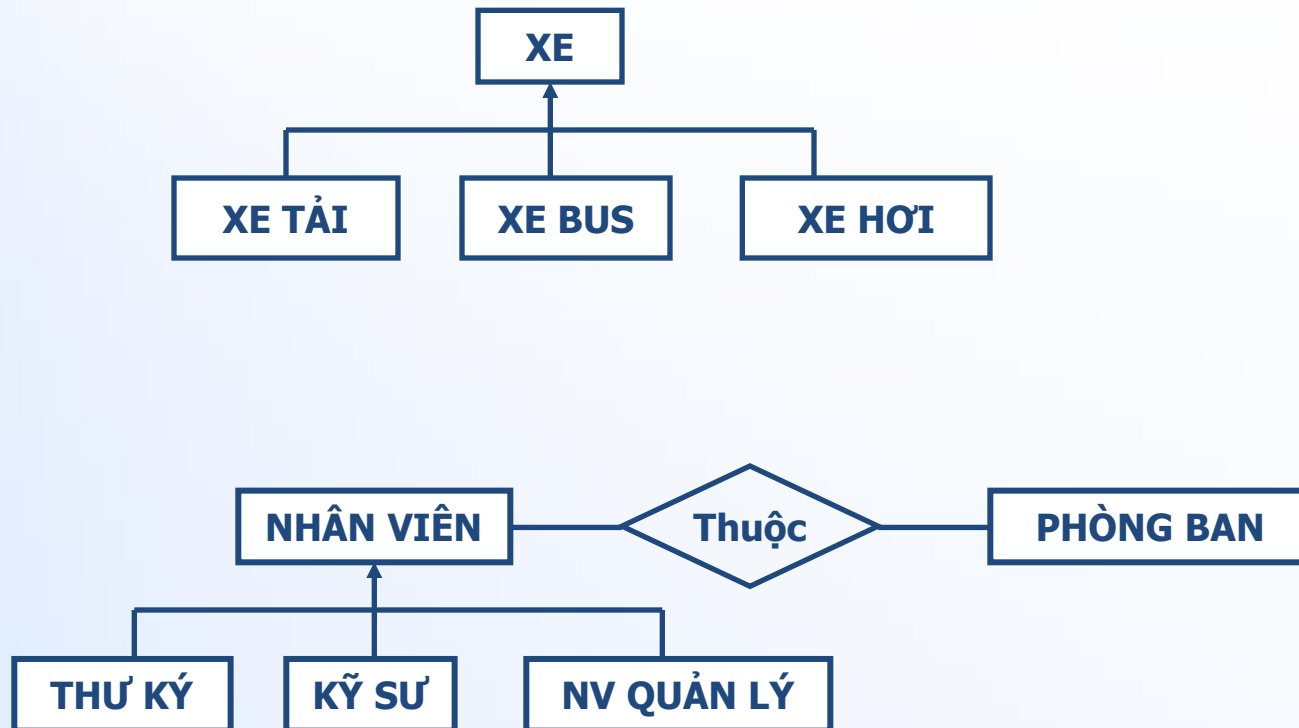 XE
XE TẢI
XE BUS
XE HƠI
NHÂN VIÊN
Thuộc
PHÒNG BAN
THƯ KÝ
KỸ SƯ
NV QUẢN LÝ